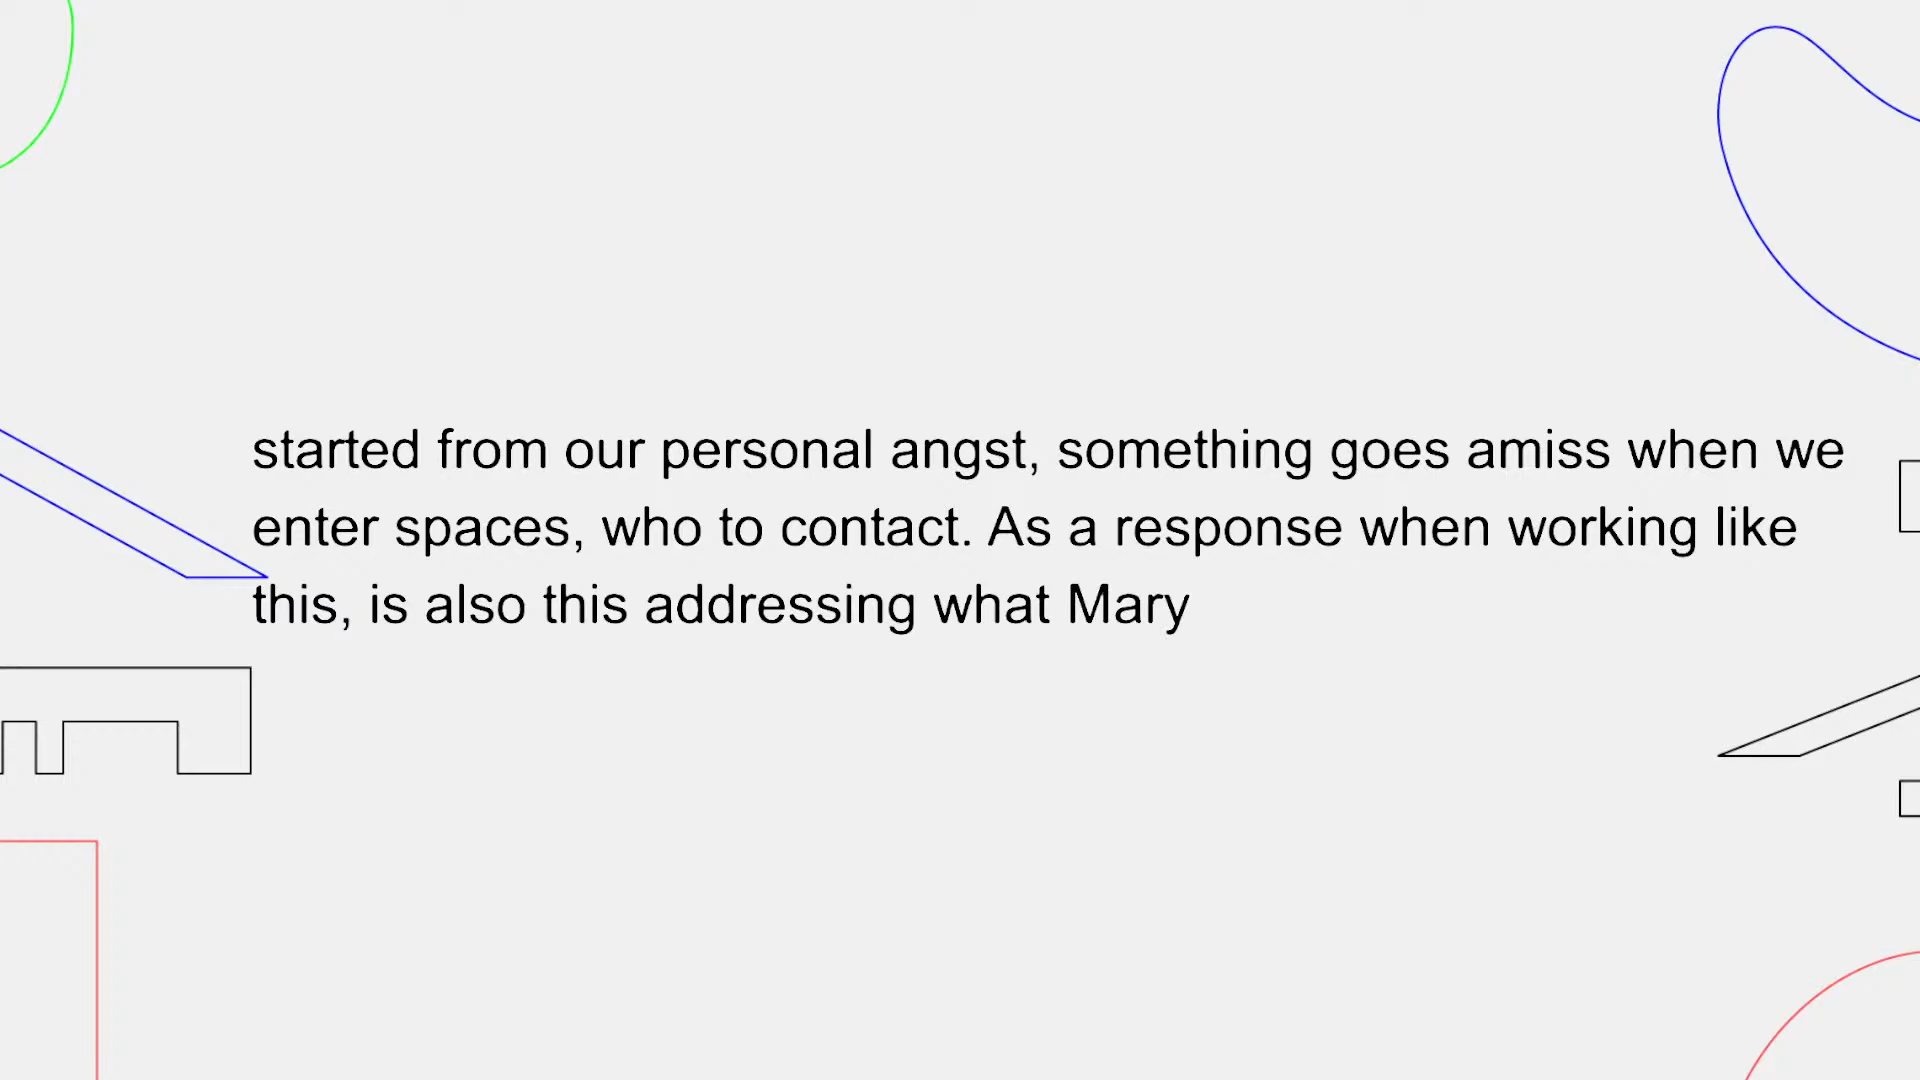 started from our personal angst, something goes amiss when we
enter spaces, who to contact. As a response when working like
this, is also this addressing what Mary